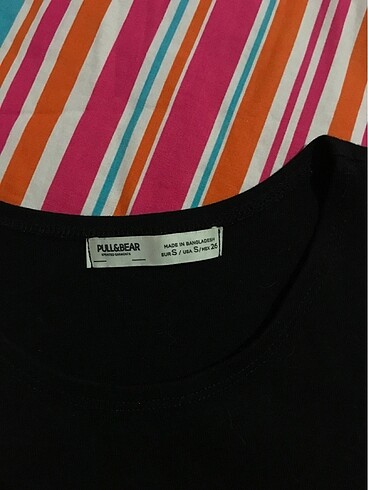 PULL&BEAR
MADE IN BANGLADESH
EUR S / USA S / MEX 26